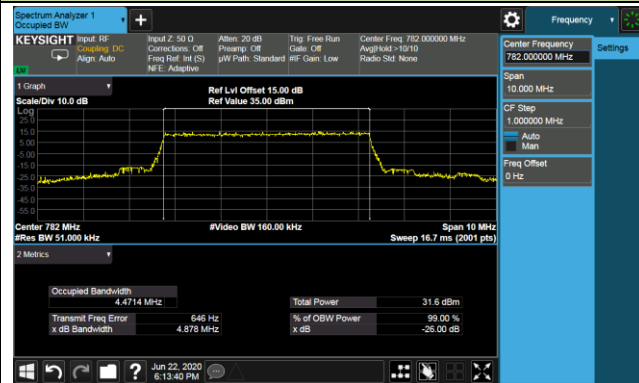 Spectrum Analyzer 1
Occupied BW
Frequency
KEYSIGHT
Input: RF
Coupling: DC
Align: Auto
Input Z: 50 Ω
Corrections: Off
Freq Ref: Int (S)
NFE: Adaptive
Atten: 20 dB
Preamp: Off
µW Path: Standard
Trig: Free Run
Gate: Off
#IF Gain: Low
Center Freq: 782.000000 MHz
Avg|Hold >10/10
Radio Std: None
Center Frequency
782.000000 MHz
Settings
Span
10.000 MHz
CF Step
1.000000 MHz
Auto
Man
Freq Offset
0 Hz
1 Graph
Scale/Div 10.0 dB
Ref Lvl Offset 15.00 dB
Ref Value 35.00 dBm
Log
25.0
15.0
5.00
-5.00
-15.0
-25.0
-35.0
-45.0
-55.0
Center 782 MHz
#Res BW 51.000 kHz
#Video BW 160.00 kHz
Span 10 MHz
Sweep 16.7 ms (2001 pts)
2 Metrics
Occupied Bandwidth
4.4714 MHz
Total Power 31.6 dBm
Transmit Freq Error 646 Hz
x dB Bandwidth 4.878 MHz
% of OBW Power 99.00 %
x dB -26.00 dB
Jun 22, 2020
6:13:40 PM